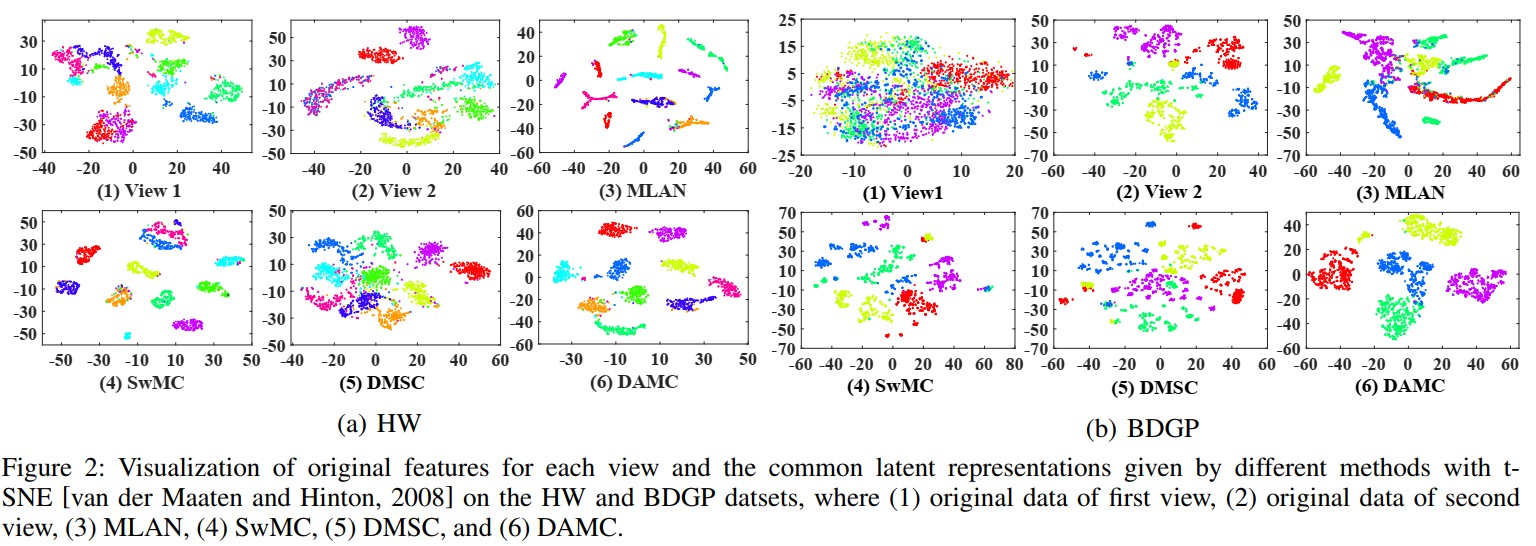 30
10
-10
-30
-50
-40 -20 0 20 40
(1) View 1
50
30
10
-10
-30
-50
-40 -20 0 20 40
(2) View 2
40
20
0
-20
-40
-60
-60 -40 -20 0 20 40 60
(3) MLAN
25
15
5
-5
-15
-25
-20 -10 0 10 20
(1) View1
50
30
10
-10
-30
-50
-70
-60 -40 -20 0 20 40 60
(2) View 2
50
30
10
-10
-30
-50
-70
-60 -40 -20 0 20 40 60
(3) MLAN
50
30
10
-10
-30
-50
-50 -30 -10 10 30 50
(4) SwMC
50
30
10
-10
-30
-50
-40 -20 0 20 40 60
(5) DMSC
60
40
20
0
-20
-40
-60
-30 -10 10 30 50
(6) DAMC
70
50
30
10
-10
-30
-50
-70
-60 -40 -20 0 20 40 60 80
(4) SwMC
70
50
30
10
-10
-30
-50
-70
-60 -40 -20 0 20 40 60
(5) DMSC
40
20
0
-20
-40
-60
-60 -40 -20 0 20 40 60
(6) DAMC
(a) HW
(b) BDGP
Figure 2: Visualization of original features for each view and the common latent representations given by different methods with t-
SNE [van der Maaten and Hinton, 2008] on the HW and BDGP datsets, where (1) original data of first view, (2) original data of second
view, (3) MLAN, (4) SwMC, (5) DMSC, and (6) DAMC.